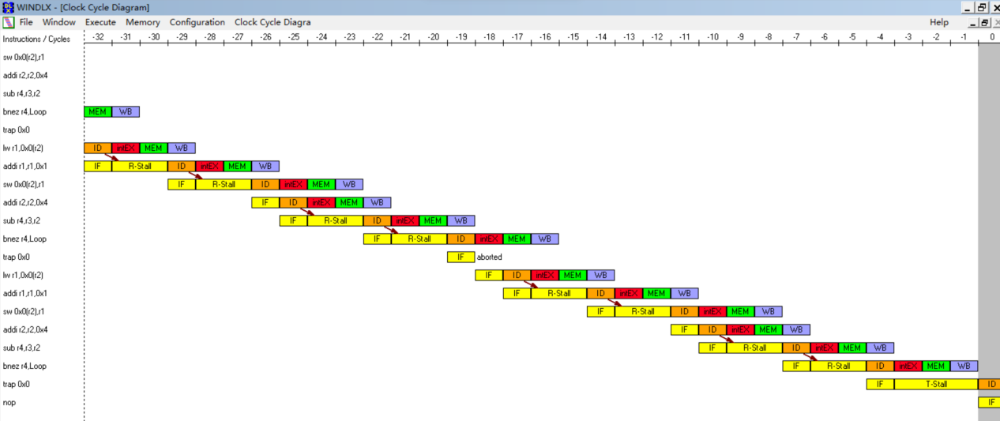 WINDLX - [Clock Cycle Diagram]
File Window Execute Memory Configuration Clock Cycle Diagra Help
Instructions / Cycles -32 -31 -30 -29 -28 -27 -26 -25 -24 -23 -22 -21 -20 -19 -18 -17 -16 -15 -14 -13 -12 -11 -10 -9 -8 -7 -6 -5 -4 -3 -2 -1 0
sw 0x0(r2),r1
addi r2,r2,0x4
sub r4,r3,r2
bnez r4,Loop MEM WB
trap 0x0
lw r1,0x0(r2) ID intEX MEM WB
addi r1,r1,0x1 IF R-Stall ID intEX MEM WB
sw 0x0(r2),r1 IF R-Stall ID intEX MEM WB
addi r2,r2,0x4 IF ID intEX MEM WB
sub r4,r3,r2 IF R-Stall ID intEX MEM WB
bnez r4,Loop IF R-Stall ID intEX MEM WB
trap 0x0 IF aborted
lw r1,0x0(r2) IF ID intEX MEM WB
addi r1,r1,0x1 IF R-Stall ID intEX MEM WB
sw 0x0(r2),r1 IF R-Stall ID intEX MEM WB
addi r2,r2,0x4 IF ID intEX MEM WB
sub r4,r3,r2 IF R-Stall ID intEX MEM WB
bnez r4,Loop IF R-Stall ID intEX MEM WB
trap 0x0 IF T-Stall ID
nop IF